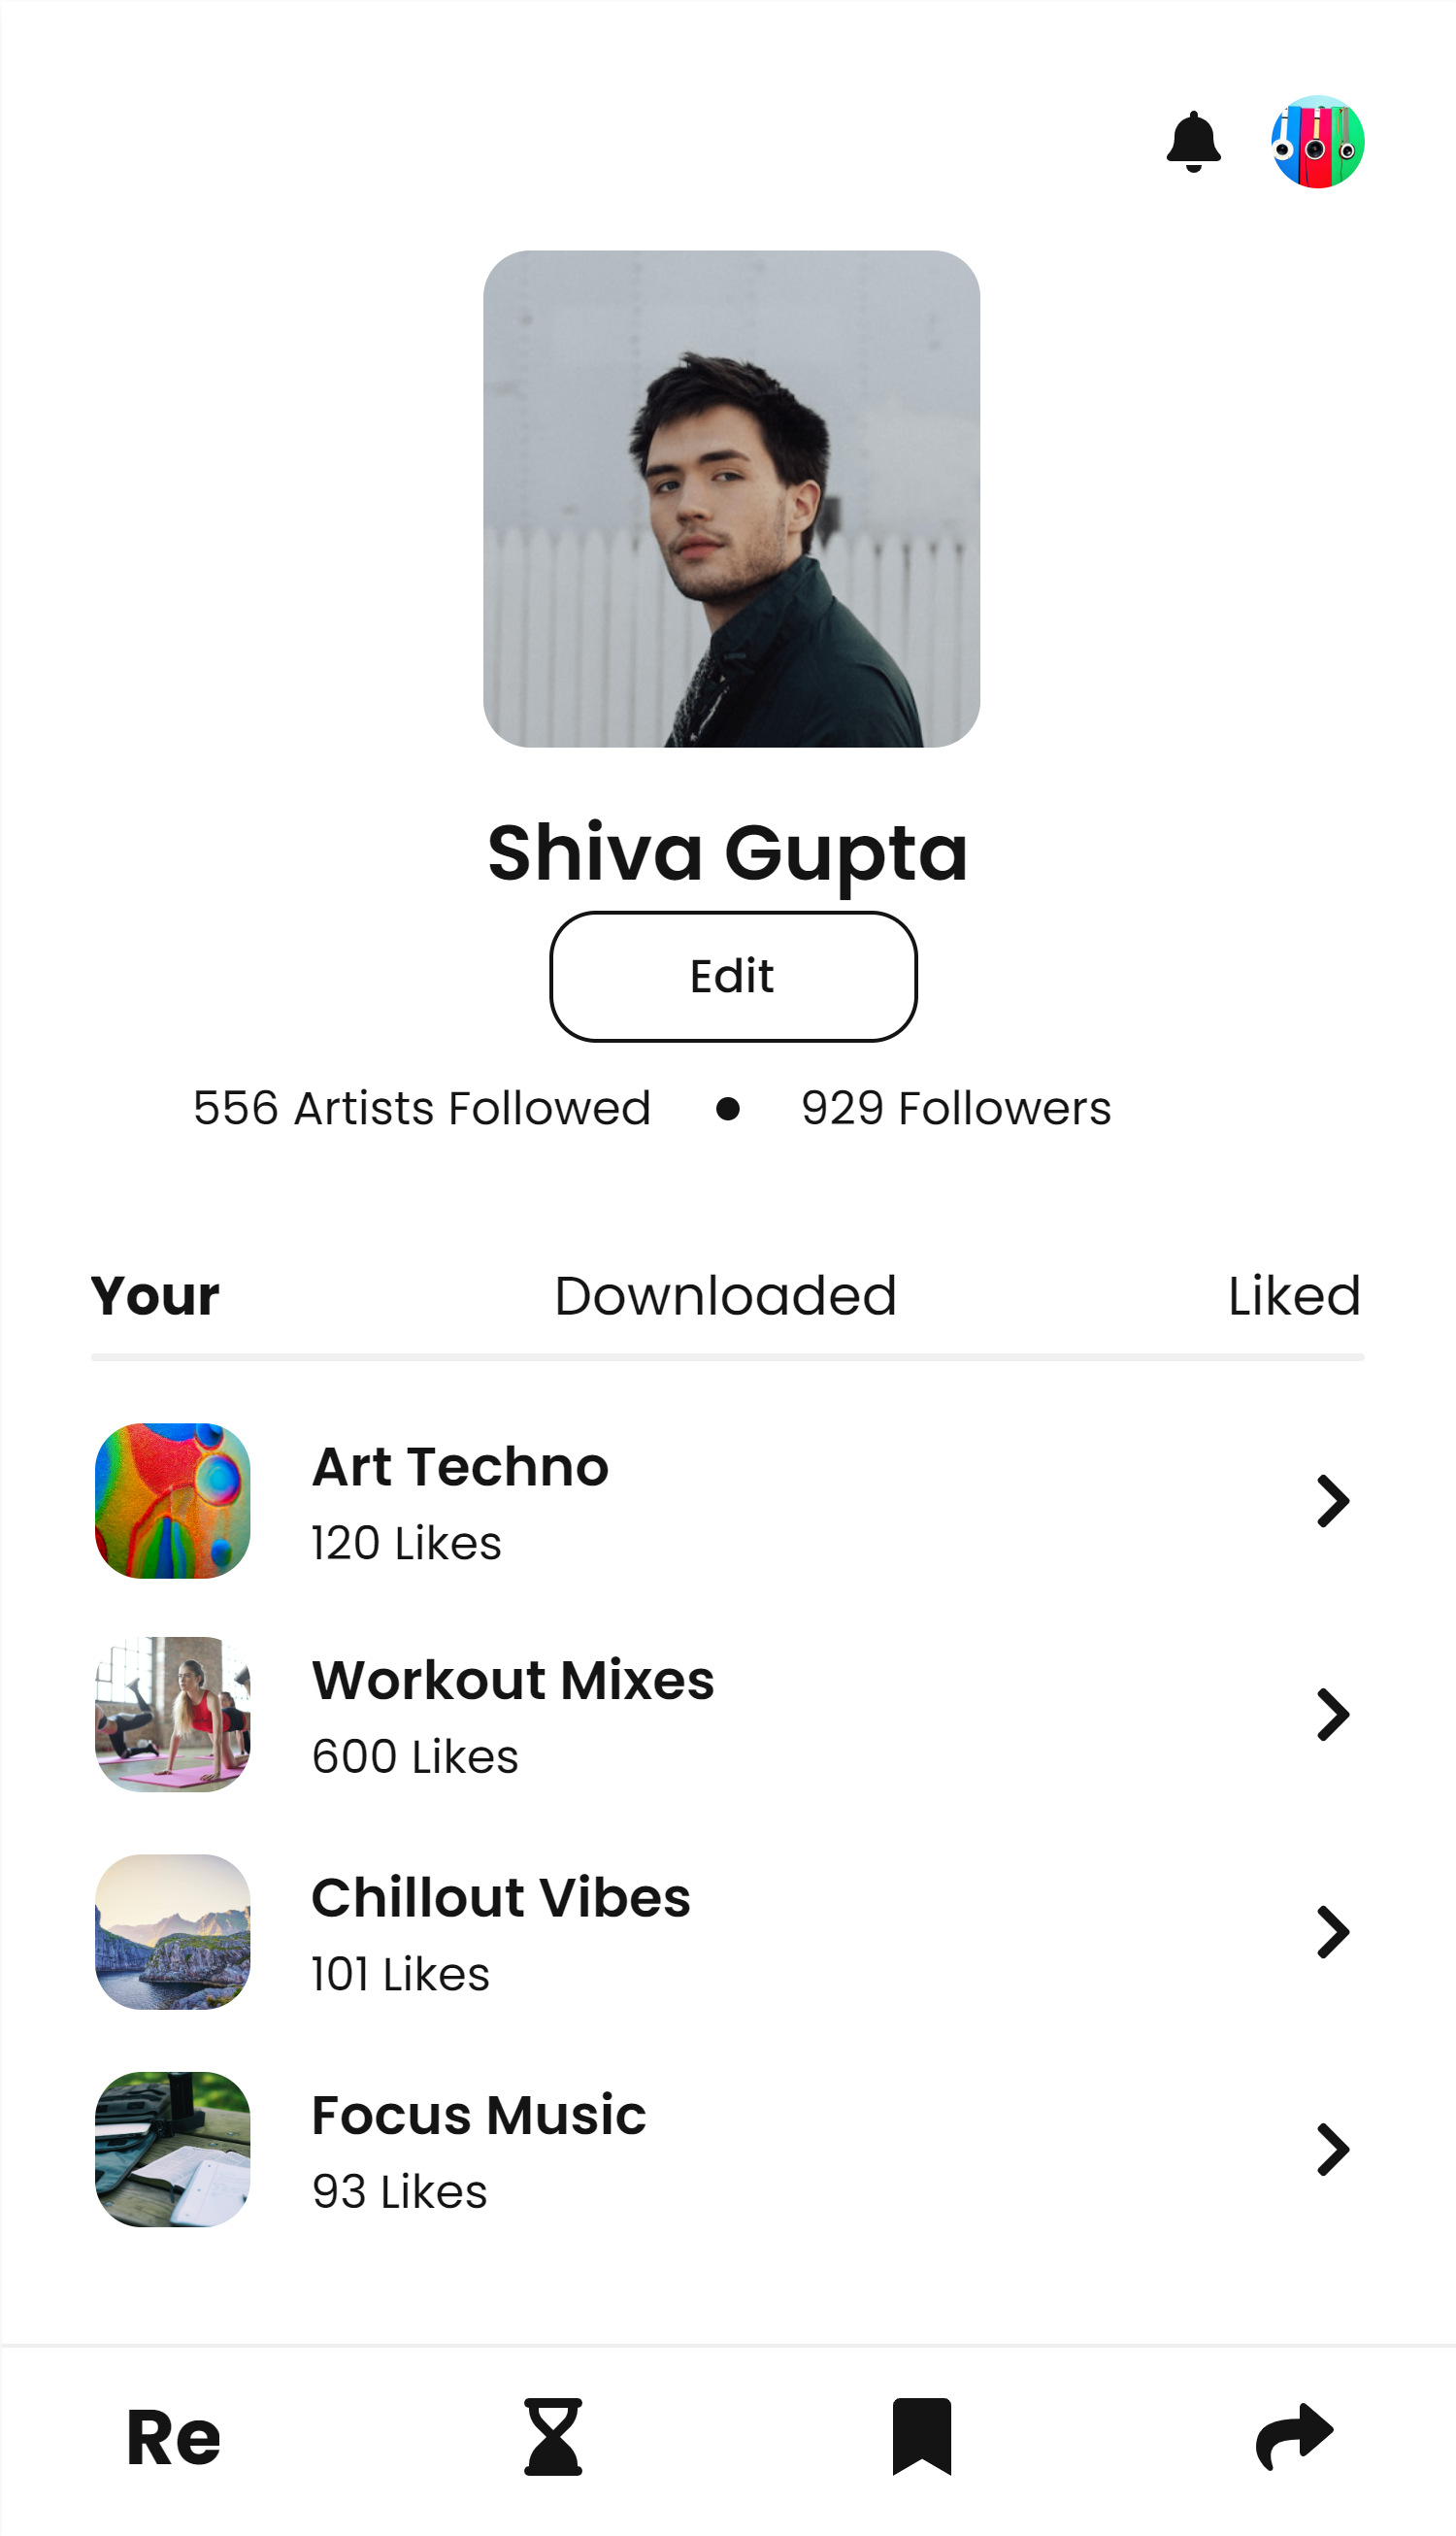 Shiva Gupta
Edit
556 Artists Followed • 929 Followers
Your Downloaded Liked
Art Techno
120 Likes
Workout Mixes
600 Likes
Chillout Vibes
101 Likes
Focus Music
93 Likes
Re